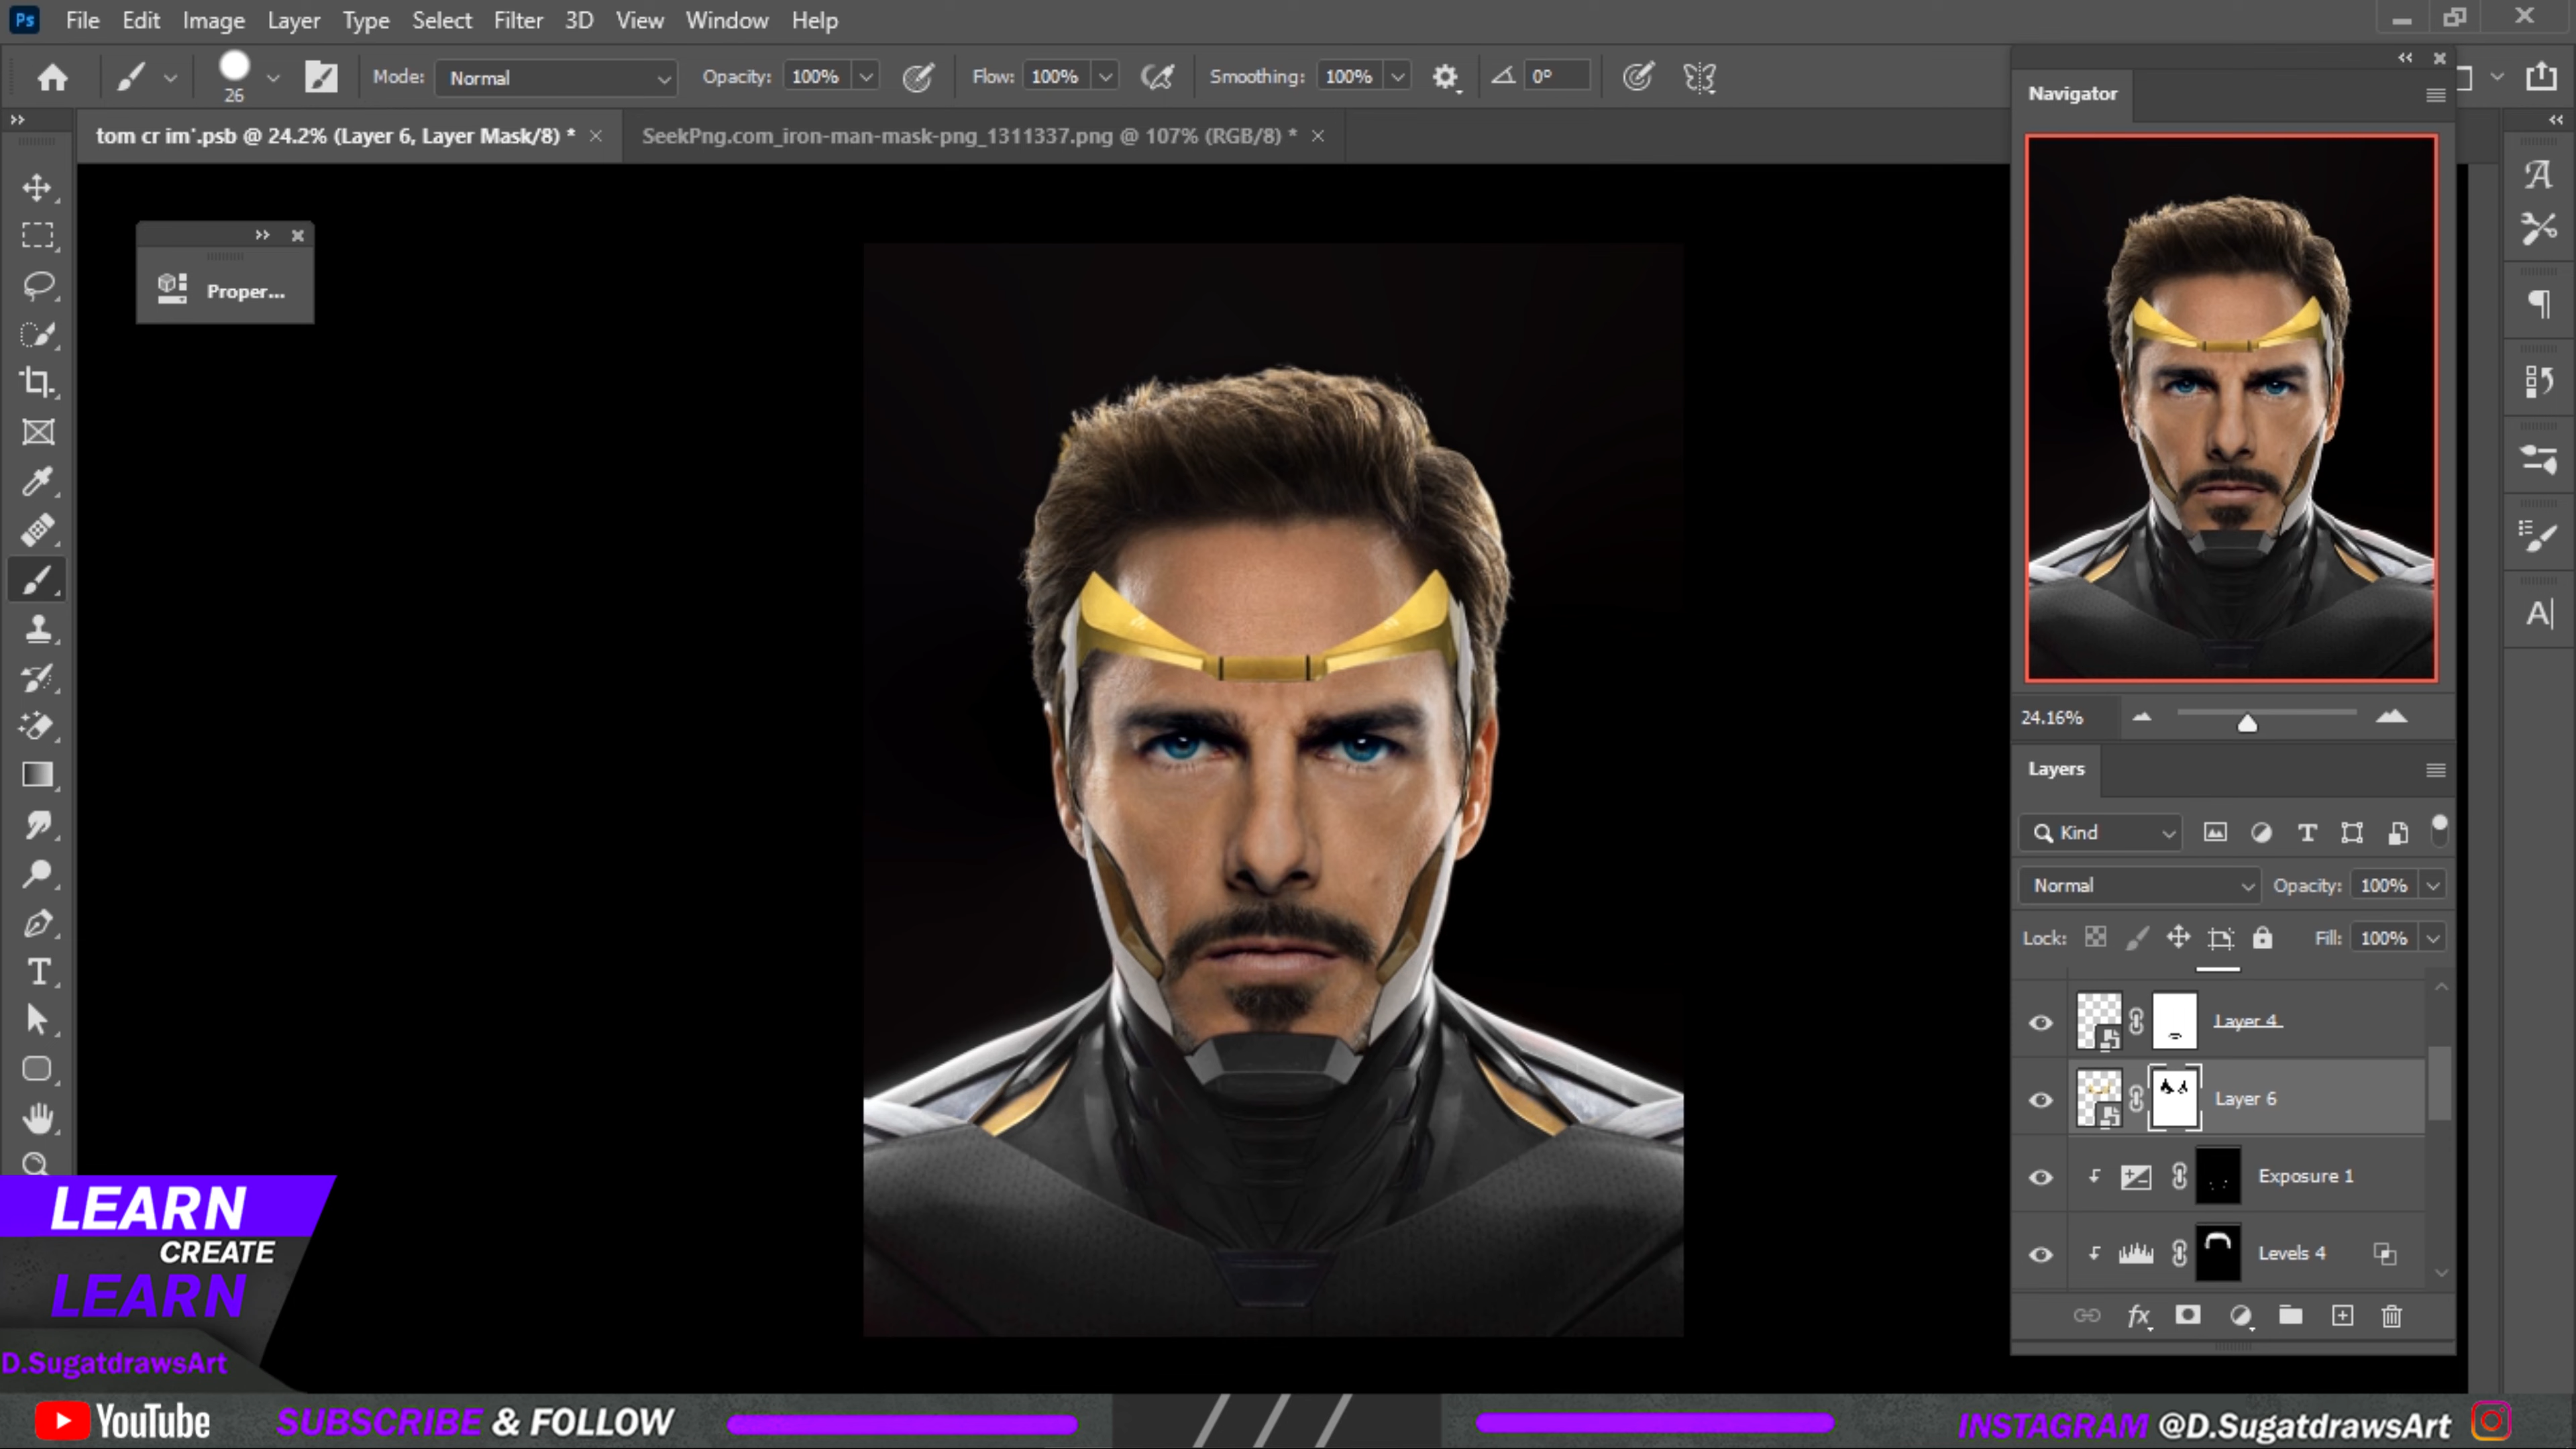 Ps File Edit Image Layer Type Select Filter 3D View Window Help
26 Mode: Normal Opacity: 100% Flow: 100% Smoothing: 100% 0°
tom cr im'.psb @ 24.2% (Layer 6, Layer Mask/8) * SeekPng.com_iron-man-mask-png_1311337.png @ 107% (RGB/8) *
Proper...
Navigator
24.16%
Layers
Kind
Normal Opacity: 100%
Lock: Fill: 100%
Layer 4
Layer 6
Exposure 1
Levels 4
LEARN
CREATE
LEARN
D.SugatdrawsArt
YouTube SUBSCRIBE & FOLLOW INSTAGRAM @D.SugatdrawsArt